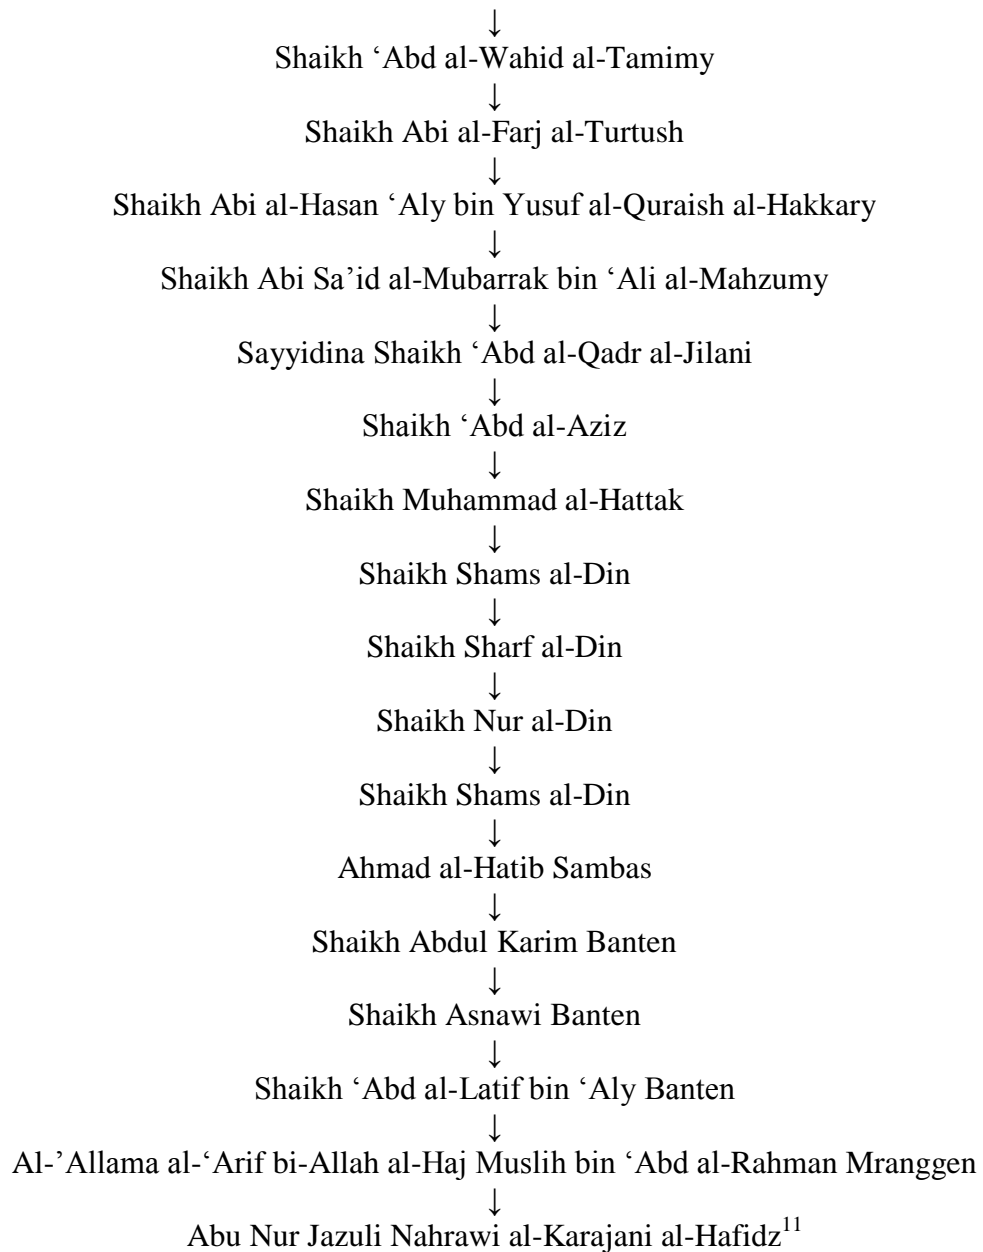 ↓
Shaikh ‘Abd al-Wahid al-Tamimy
↓
Shaikh Abi al-Farj al-Turtush
↓
Shaikh Abi al-Hasan ‘Aly bin Yusuf al-Quraish al-Hakkary
↓
Shaikh Abi Sa’id al-Mubarrak bin ‘Ali al-Mahzumy
↓
Sayyidina Shaikh ‘Abd al-Qadr al-Jilani
↓
Shaikh ‘Abd al-Aziz
↓
Shaikh Muhammad al-Hattak
↓
Shaikh Shams al-Din
↓
Shaikh Sharf al-Din
↓
Shaikh Nur al-Din
↓
Shaikh Shams al-Din
↓
Ahmad al-Hatib Sambas
↓
Shaikh Abdul Karim Banten
↓
Shaikh Asnawi Banten
↓
Shaikh ‘Abd al-Latif bin ‘Aly Banten
↓
Al-’Allama al-‘Arif bi-Allah al-Haj Muslih bin ‘Abd al-Rahman Mranggen
↓
Abu Nur Jazuli Nahrawi al-Karajani al-Hafidz11